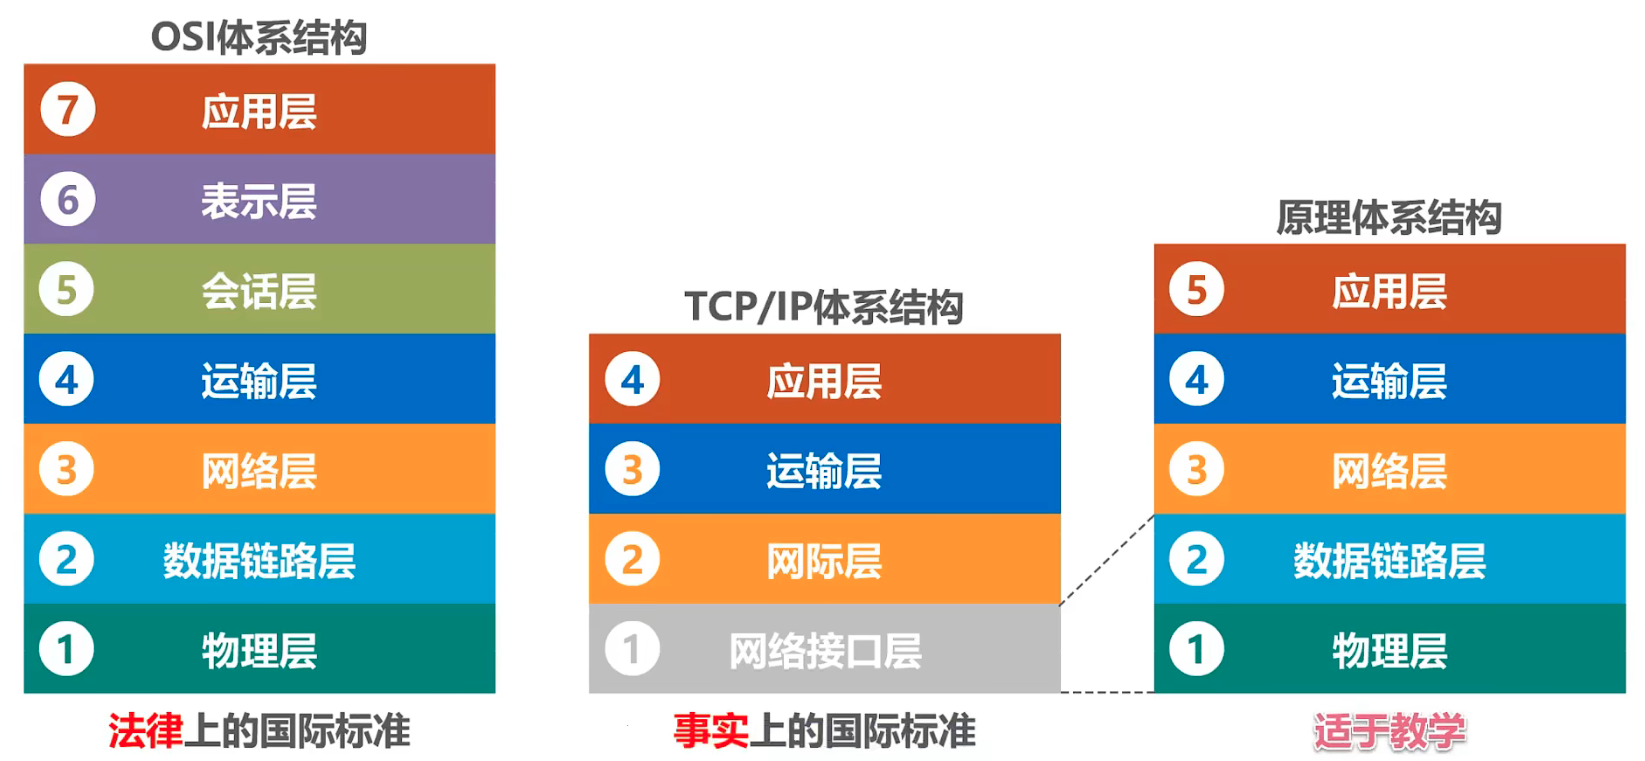 OSI体系结构
7 应用层
6 表示层
5 会话层
4 运输层
3 网络层
2 数据链路层
1 物理层
法律上的国际标准
TCP/IP体系结构
4 应用层
3 运输层
2 网际层
1 网络接口层
事实上的国际标准
原理体系结构
5 应用层
4 运输层
3 网络层
2 数据链路层
1 物理层
适于教学